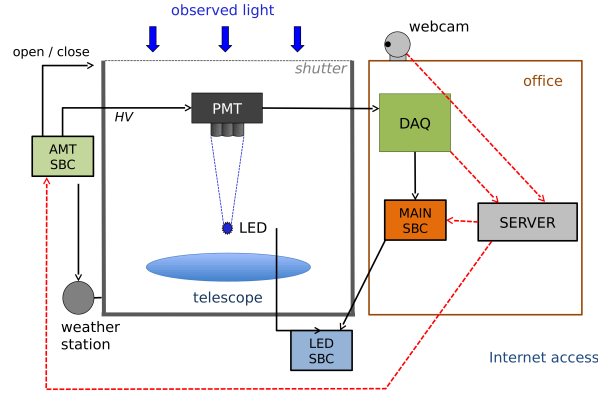 observed light
webcam
open / close
shutter
office
HV
PMT
DAQ
AMT
SBC
LED
MAIN
SBC
SERVER
telescope
weather
station
LED
SBC
Internet access